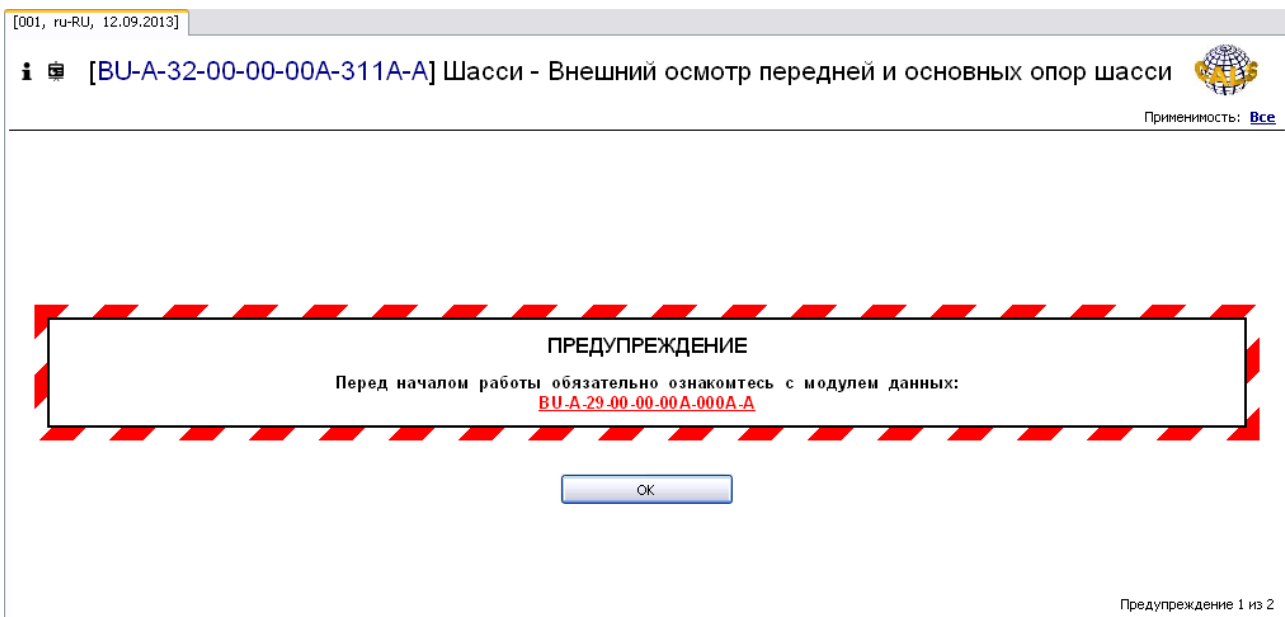 [001, ru-RU, 12.09.2013]
[BU-A-32-00-00-00A-311A-A] Шасси - Внешний осмотр передней и основных опор шасси
CALS
Применимость: Все
ПРЕДУПРЕЖДЕНИЕ
Перед началом работы обязательно ознакомтесь с модулем данных:
BU-A-29-00-00-00A-000A-A
OK
Предупреждение 1 из 2